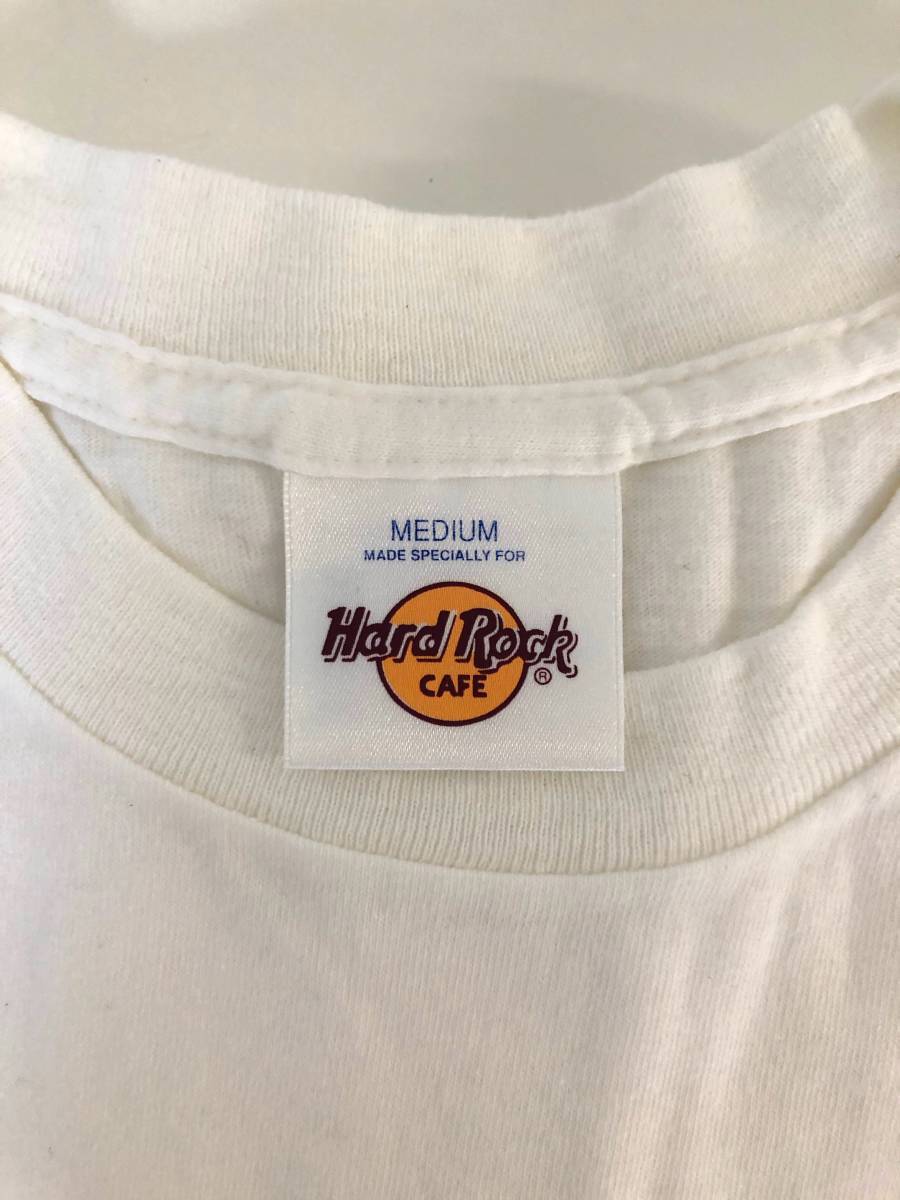 MEDIUM
MADE SPECIALLY FOR
Hard Rock
CAFE
®